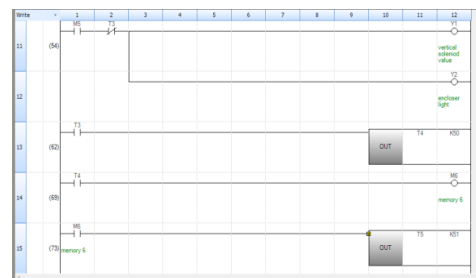 Write 1 2 3 4 5 6 7 8 9 10 11 12
M5 T3 Y1
11 (54)
vertical
solenoid
value
Y2
12
encloser
light
T3
13 (62) OUT T4 K50
T4 M6
14 (69)
memory 6
M6
15 (73) OUT T5 K51
memory 6